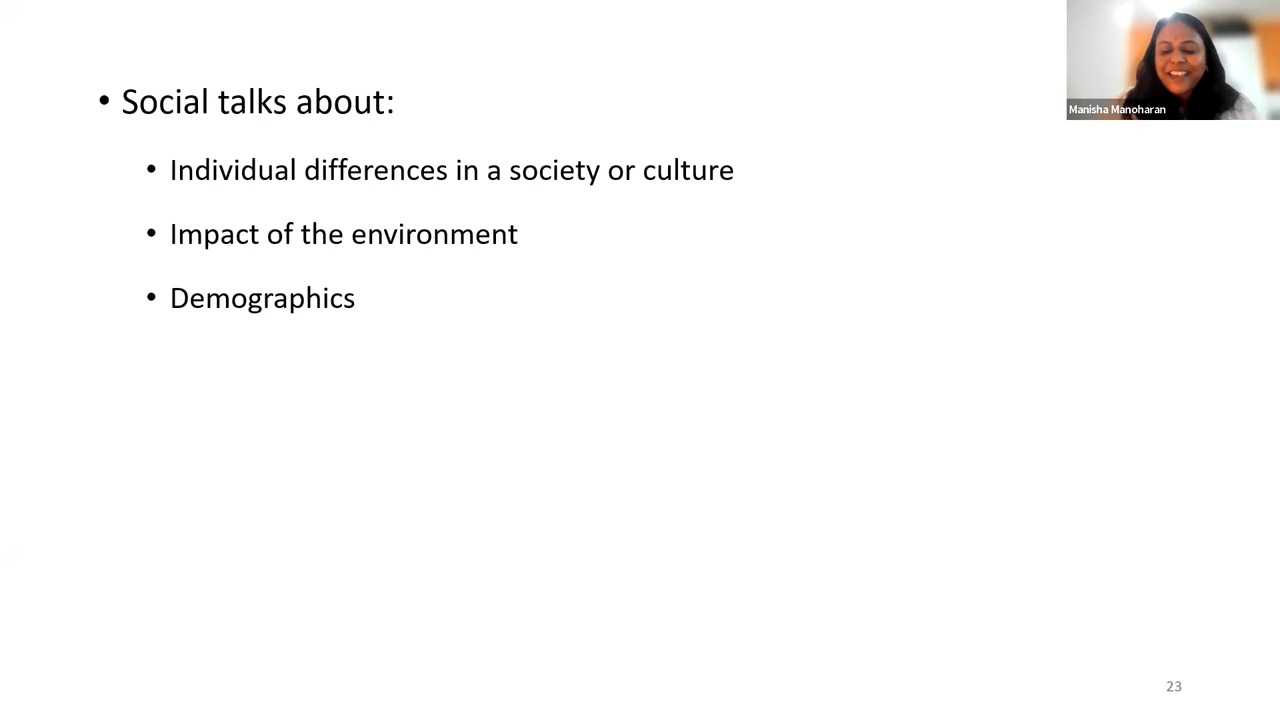 • Social talks about:
• Individual differences in a society or culture
• Impact of the environment
• Demographics
Manisha Manoharan
23